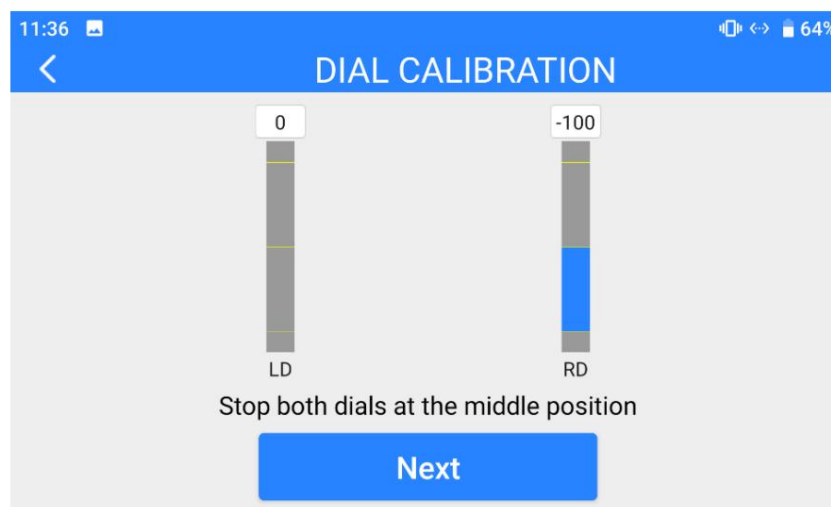 11:36 64%
DIAL CALIBRATION
0 -100
LD RD
Stop both dials at the middle position
Next